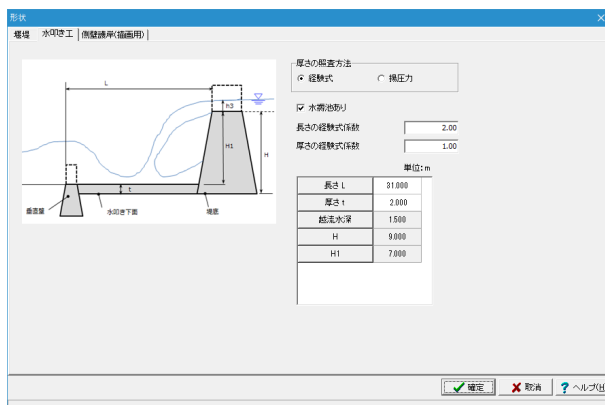 形状
堰堤 水叩き工 側壁護岸(描画用)
厚さの照査方法
経験式 揚圧力
水褥池あり
長さの経験式係数 2.00
厚さの経験式係数 1.00
単位:m
長さ L 31.000
厚さ t 2.000
越流水深 1.500
H 9.000
H1 7.000
L
h3
H1
H
t
垂直壁
水叩き下面
堤底
確定 取消 ヘルプ(H